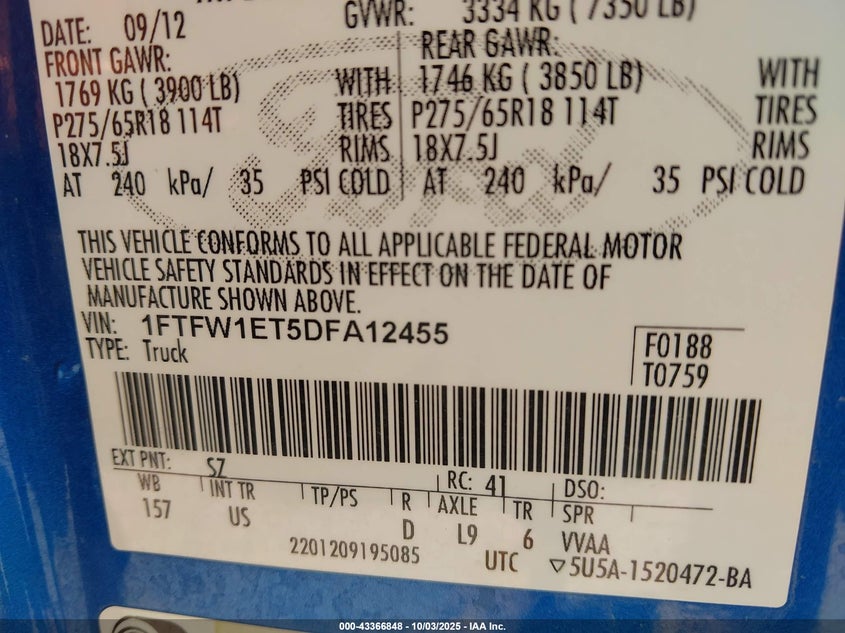 DATE: 09/12
GVWR: 3334 KG ( 7350 LB)
FRONT GAWR:
REAR GAWR:
1769 KG ( 3900 LB) WITH
1746 KG ( 3850 LB) WITH
P275/65R18 114T TIRES
P275/65R18 114T TIRES
18X7.5J RIMS
18X7.5J RIMS
AT 240 kPa/ 35 PSI COLD
AT 240 kPa/ 35 PSI COLD
Ford
THIS VEHICLE CONFORMS TO ALL APPLICABLE FEDERAL MOTOR
VEHICLE SAFETY STANDARDS IN EFFECT ON THE DATE OF
MANUFACTURE SHOWN ABOVE.
VIN: 1FTFW1ET5DFA12455
TYPE: Truck
F0188
T0759
EXT PNT: SZ RC: 41 DSO:
WB INT TR TP/PS R AXLE TR SPR
157 US D L9 6 VVAA
2201209195085 UTC ▽5U5A-1520472-BA
000-43366848 - 10/03/2025 - IAA Inc.